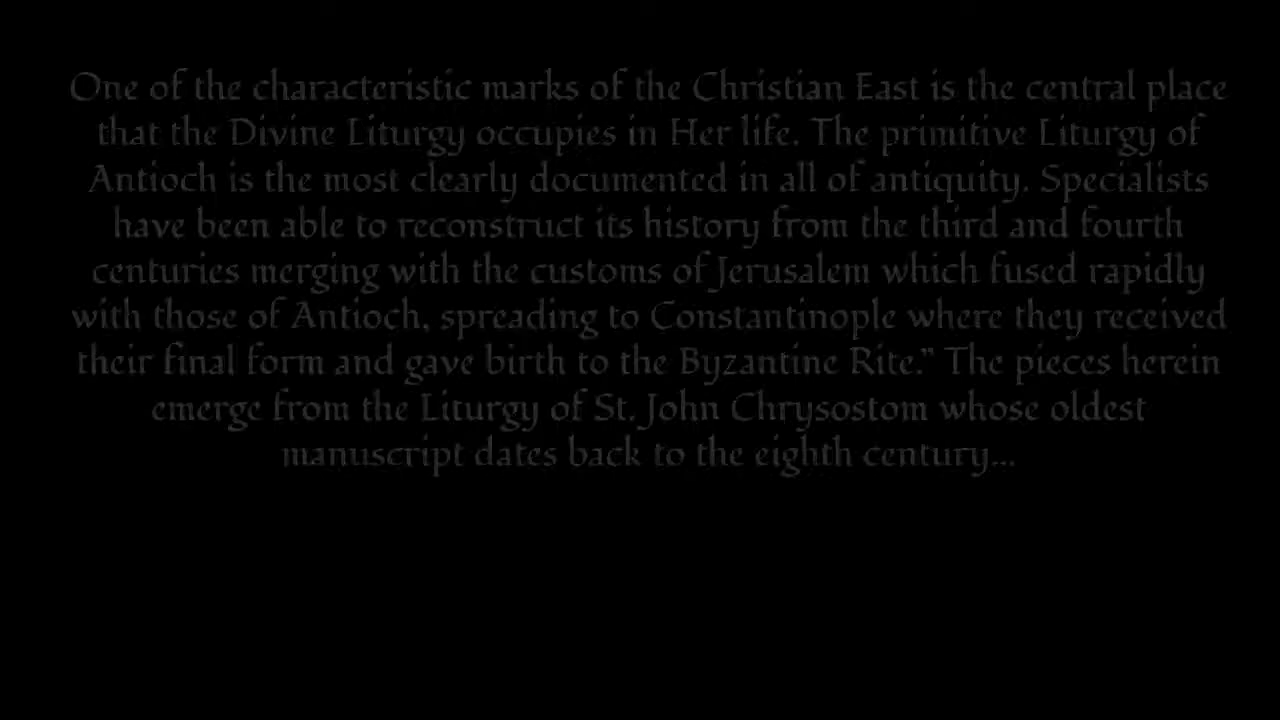 One of the characteristic marks of the Christian East is the central place
that the Divine Liturgy occupies in Her life. The primitive Liturgy of
Antioch is the most clearly documented in all of antiquity. Specialists
have been able to reconstruct its history from the third and fourth
centuries merging with the customs of Jerusalem which fused rapidly
with those of Antioch, spreading to Constantinople where they received
their final form and gave birth to the Byzantine Rite." The pieces herein
emerge from the Liturgy of St. John Chrysostom whose oldest
manuscript dates back to the eighth century...